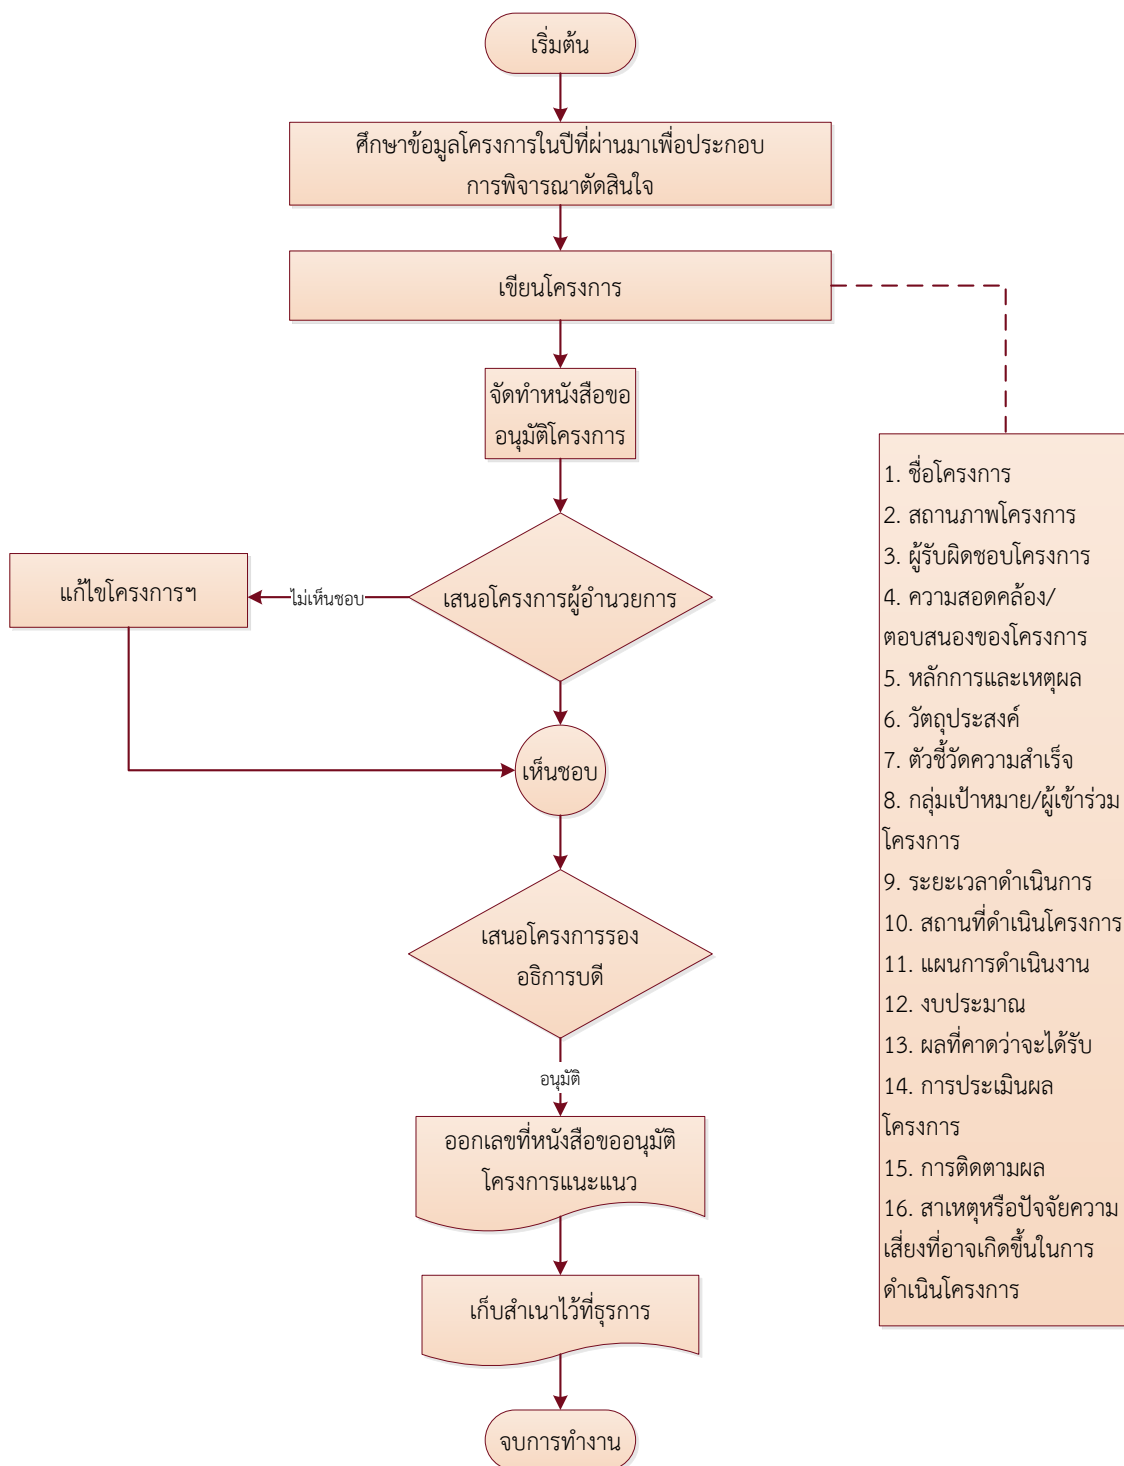 เริ่มต้น
ศึกษาข้อมูลโครงการในปีที่ผ่านมาเพื่อประกอบ
การพิจารณาตัดสินใจ
เขียนโครงการ
จัดทำหนังสือขอ
อนุมัติโครงการ
เสนอโครงการผู้อำนวยการ
ไม่เห็นชอบ
แก้ไขโครงการฯ
เห็นชอบ
เสนอโครงการรอง
อธิการบดี
อนุมัติ
ออกเลขที่หนังสือขออนุมัติ
โครงการแนะแนว
เก็บสำเนาไว้ที่ธุรการ
จบการทำงาน
1. ชื่อโครงการ
2. สถานภาพโครงการ
3. ผู้รับผิดชอบโครงการ
4. ความสอดคล้อง/
ตอบสนองของโครงการ
5. หลักการและเหตุผล
6. วัตถุประสงค์
7. ตัวชี้วัดความสำเร็จ
8. กลุ่มเป้าหมาย/ผู้เข้าร่วม
โครงการ
9. ระยะเวลาดำเนินการ
10. สถานที่ดำเนินโครงการ
11. แผนการดำเนินงาน
12. งบประมาณ
13. ผลที่คาดว่าจะได้รับ
14. การประเมินผล
โครงการ
15. การติดตามผล
16. สาเหตุหรือปัจจัยความ
เสี่ยงที่อาจเกิดขึ้นในการ
ดำเนินโครงการ